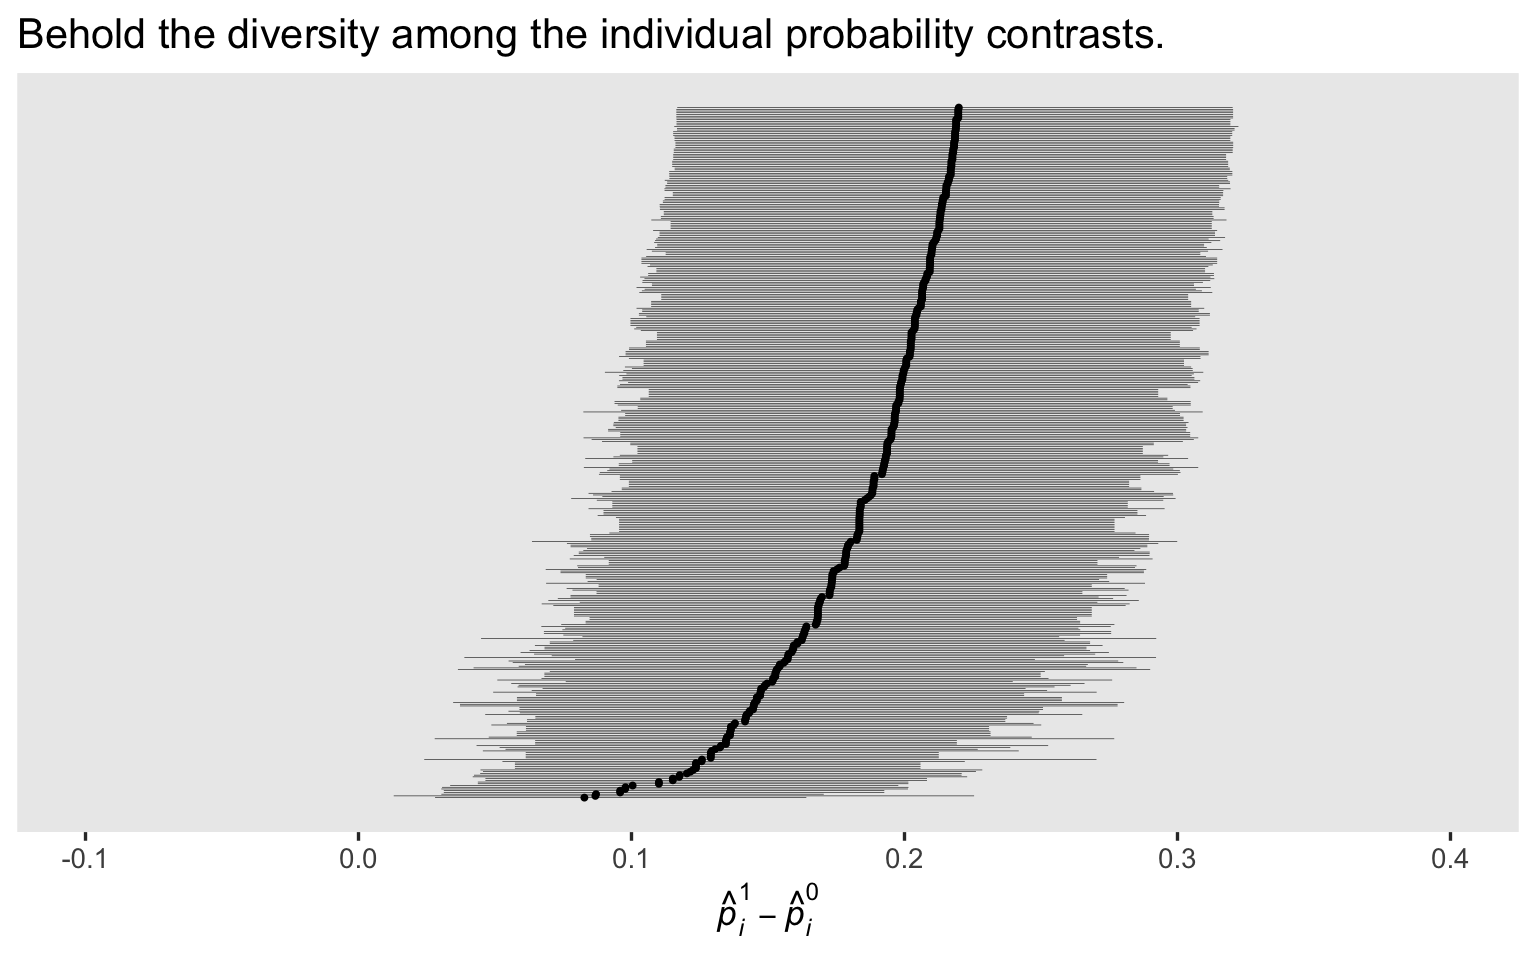 Behold the diversity among the individual probability contrasts.
-0.1 0.0 0.1 0.2 0.3 0.4
p̂ᵢ¹ – p̂ᵢ⁰